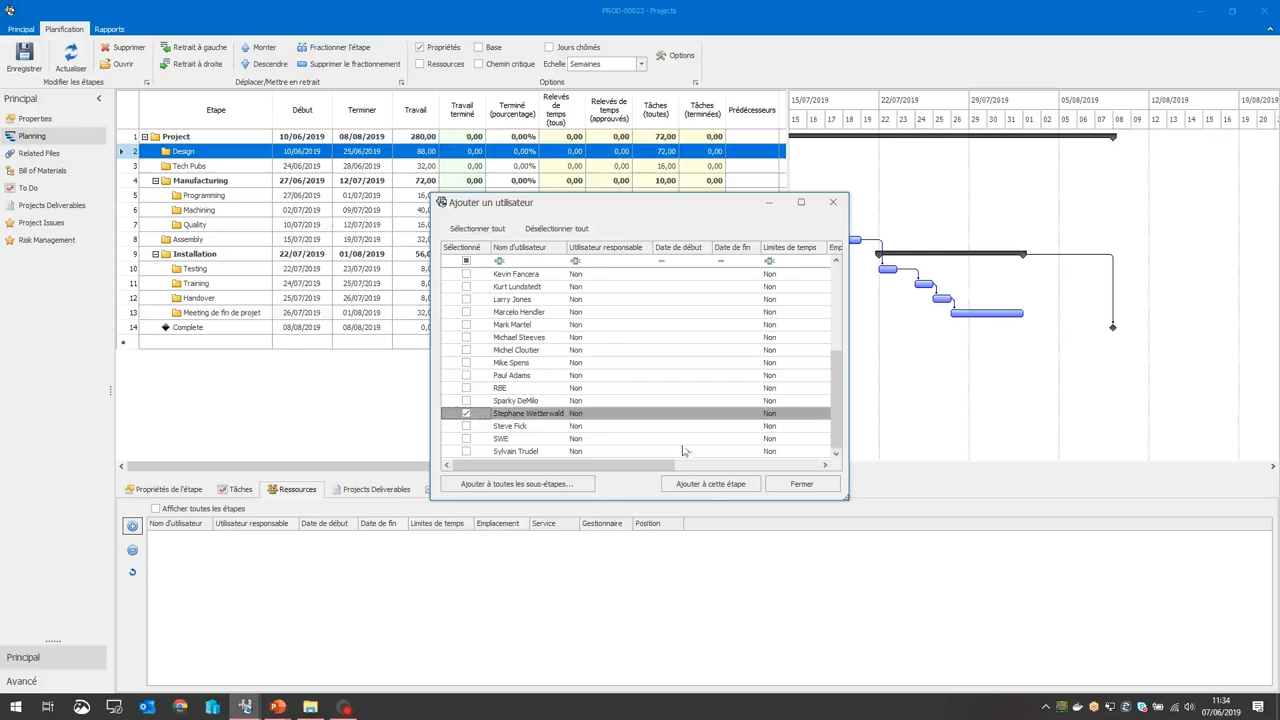 PROD-00023 - Projects
Principal Planification Rapports
Enregistrer Actualiser Supprimer Ouvrir
Modifier les étapes
Retrait à gauche Monter Fractionner l'étape
Retrait à droite Descendre Supprimer le fractionnement
Déplacer/Mettre en retrait
Propriétés Base Jours chômés
Ressources Chemin critique Echelle Semaines Options
Options
Principal
Properties
Planning
Related Files
Bill of Materials
To Do
Projects Deliverables
Project Issues
Risk Management
Principal
Avancé
Etape Début Terminer Travail Travail terminé Terminé (pourcentage) Relevés de temps (tous) Relevés de temps (approuvés) Tâches (toutes) Tâches (terminées) Prédécesseurs
15/07/2019 22/07/2019 29/07/2019 05/08/2019 12/08/2019 19/08/2019
15 16 17 18 19 22 23 24 25 26 29 30 31 01 02 05 06 07 08 09 12 13 14 15 16 19 20 21
1 Project 10/06/2019 08/08/2019 280,00 0,00 0,00% 0,00 0,00 72,00 0,00
2 Design 10/06/2019 25/06/2019 88,00 0,00 0,00% 0,00 0,00 72,00 0,00
3 Tech Pubs 24/06/2019 28/06/2019 32,00 0,00 0,00% 0,00 0,00 16,00 0,00
4 Manufacturing 27/06/2019 12/07/2019 72,00 0,00 0,00% 0,00 0,00 10,00 0,00
5 Programming 27/06/2019 01/07/2019 16,
6 Machining 02/07/2019 09/07/2019 40,
7 Quality 10/07/2019 12/07/2019 16,
8 Assembly 15/07/2019 19/07/2019 32,
9 Installation 22/07/2019 01/08/2019 56,
10 Testing 22/07/2019 23/07/2019 8,
11 Training 24/07/2019 25/07/2019 8,
12 Handover 25/07/2019 26/07/2019 8,
13 Meeting de fin de projet 26/07/2019 01/08/2019 32,
14 Complete 08/08/2019 08/08/2019 0,
Ajouter un utilisateur
Sélectionner tout Désélectionner tout
Sélectionné Nom d'utilisateur Utilisateur responsable Date de début Date de fin Limites de temps Emp
Kevin Fancera Non Non
Kurt Lundstedt Non Non
Larry Jones Non Non
Marcelo Hendler Non Non
Mark Martel Non Non
Michael Steeves Non Non
Michel Cloutier Non Non
Mike Spens Non Non
Paul Adams Non Non
RBE Non Non
Sparky DeMilo Non Non
Stephane Wetterwald Non Non
Steve Fick Non Non
SWE Non Non
Sylvain Trudel Non Non
Ajouter à toutes les sous-étapes... Ajouter à cette étape Fermer
Propriétés de l'étape Tâches Ressources Projects Deliverables
Afficher toutes les étapes
Nom d'utilisateur Utilisateur responsable Date de début Date de fin Limites de temps Emplacement Service Gestionnaire Position
11:34
07/06/2019